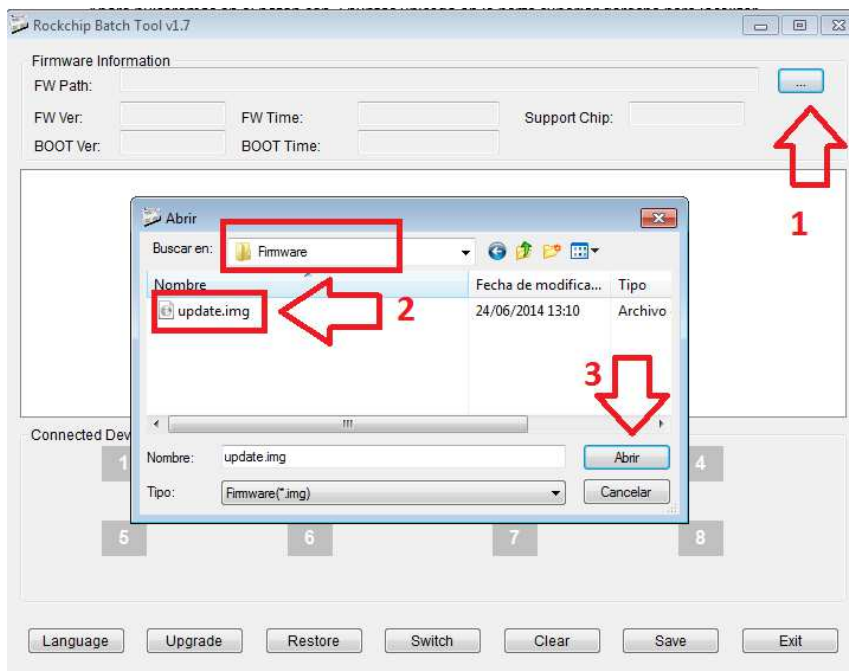 Rockchip Batch Tool v1.7
Firmware Information
FW Path:
...
FW Ver: FW Time: Support Chip:
BOOT Ver: BOOT Time:
1
Abrir
Buscar en: Firmware
Nombre Fecha de modifica... Tipo
update.img 2 24/06/2014 13:10 Archivo
3
Connected Dev
1 4
Nombre: update.img Abrir
Tipo: Firmware(*.img) Cancelar
5 6 7 8
Language Upgrade Restore Switch Clear Save Exit